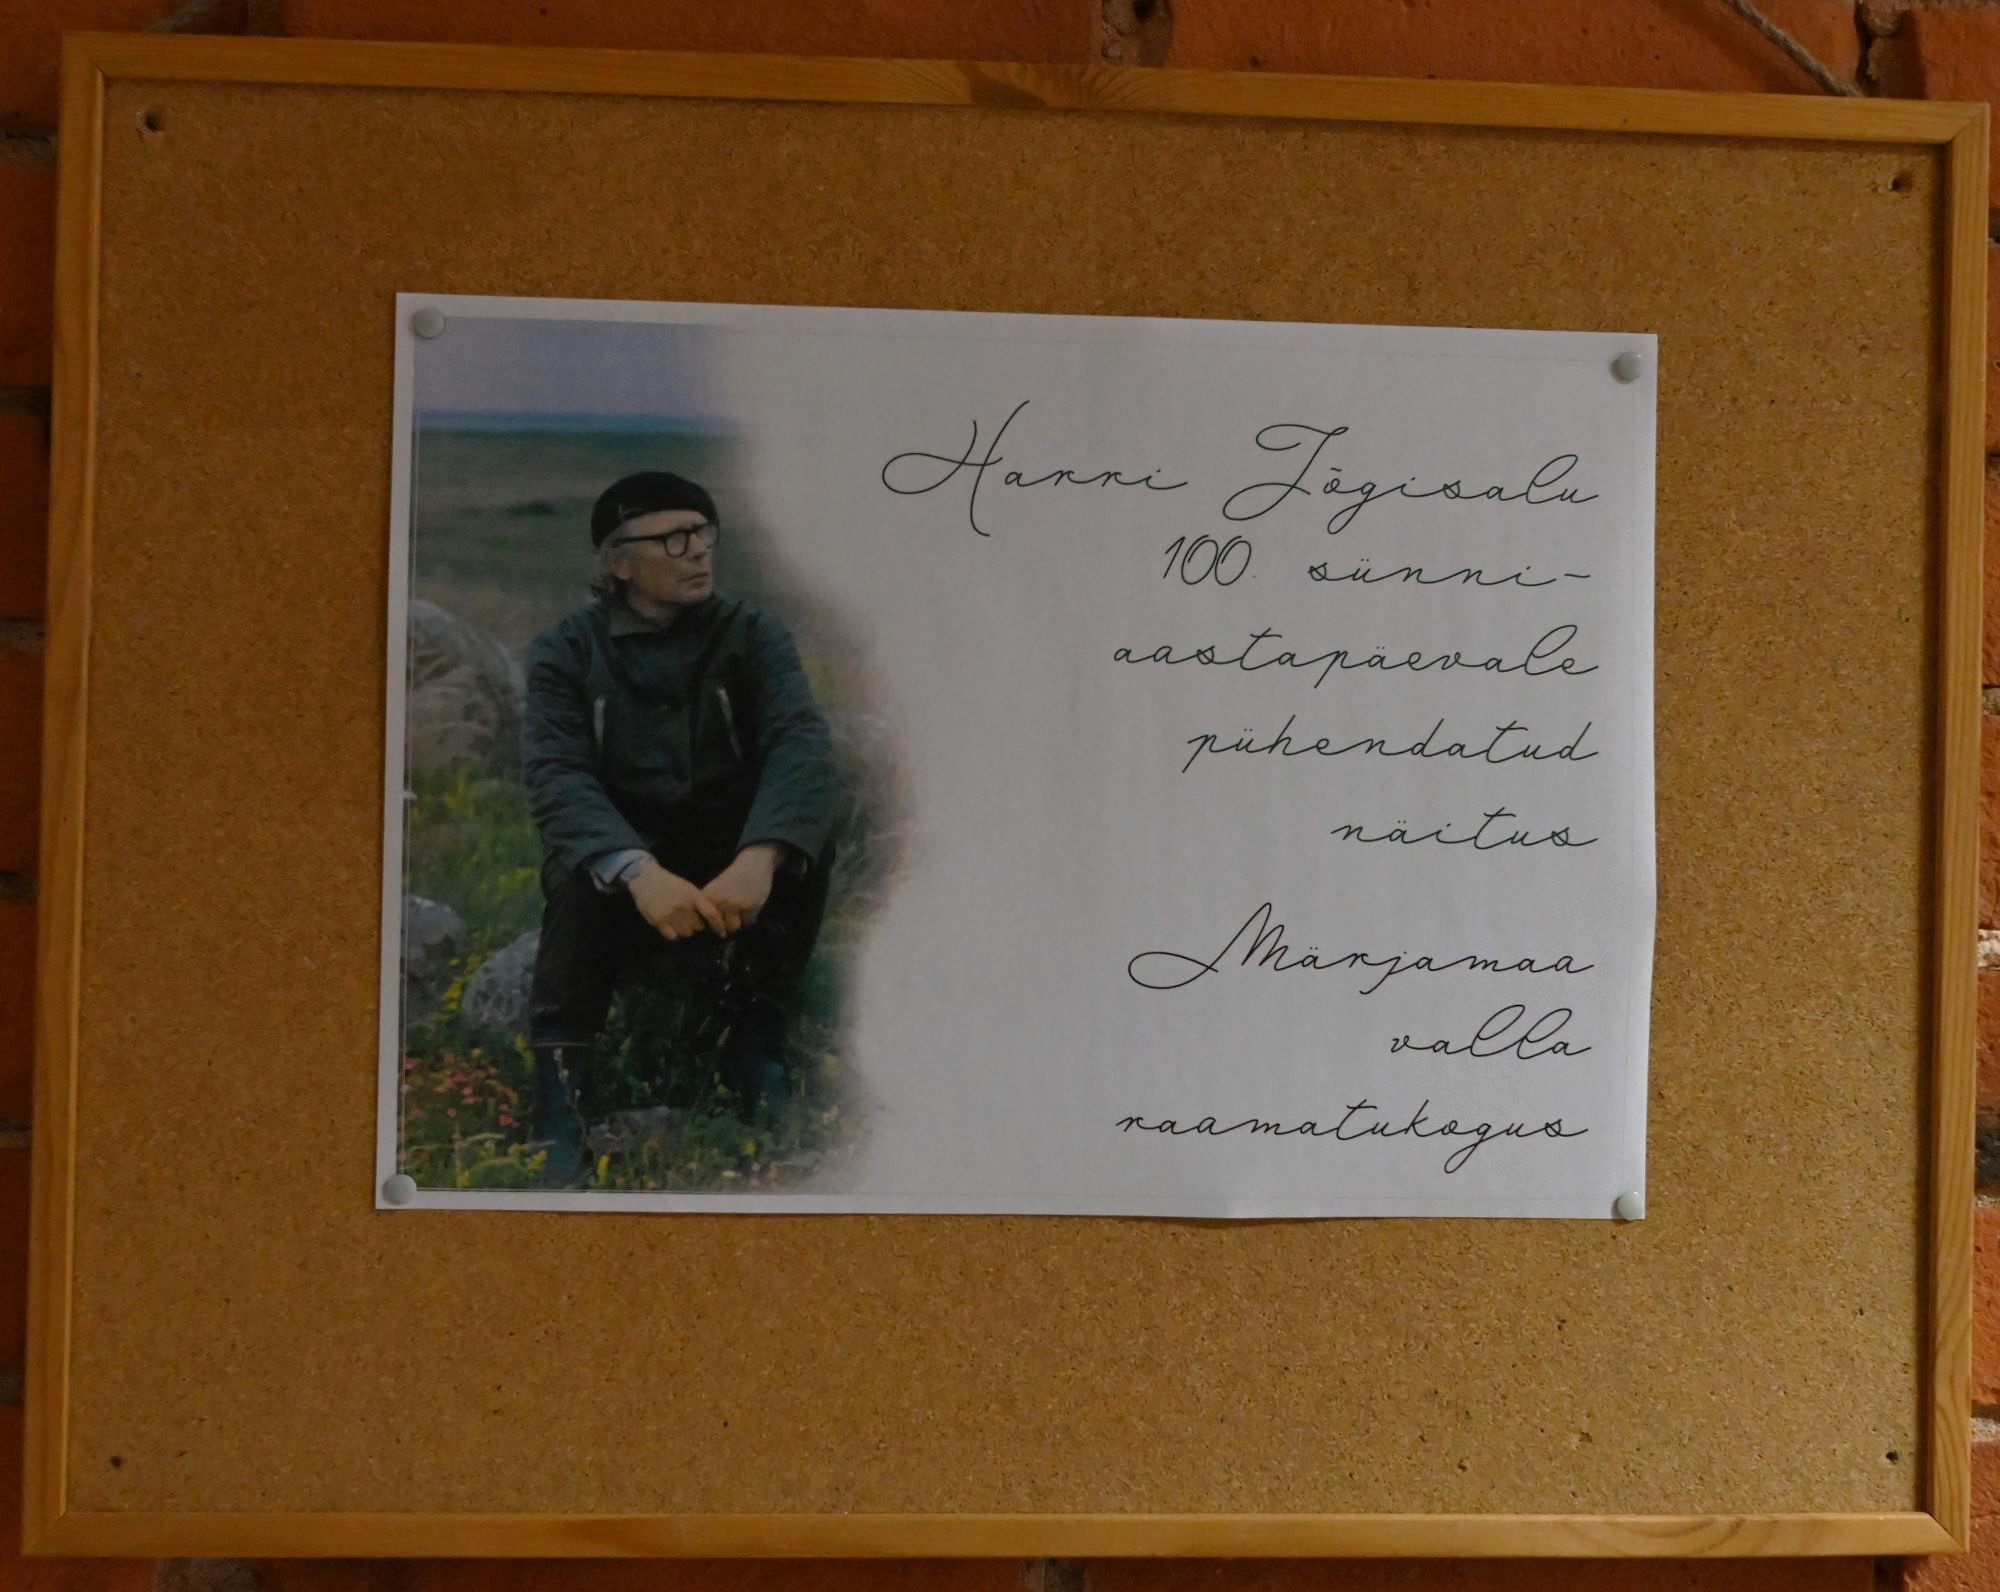 Harri Jõgisalu
100. sünni-
aastapäevale
pühendatud
näitus
Märjamaa
valla
raamatukogus